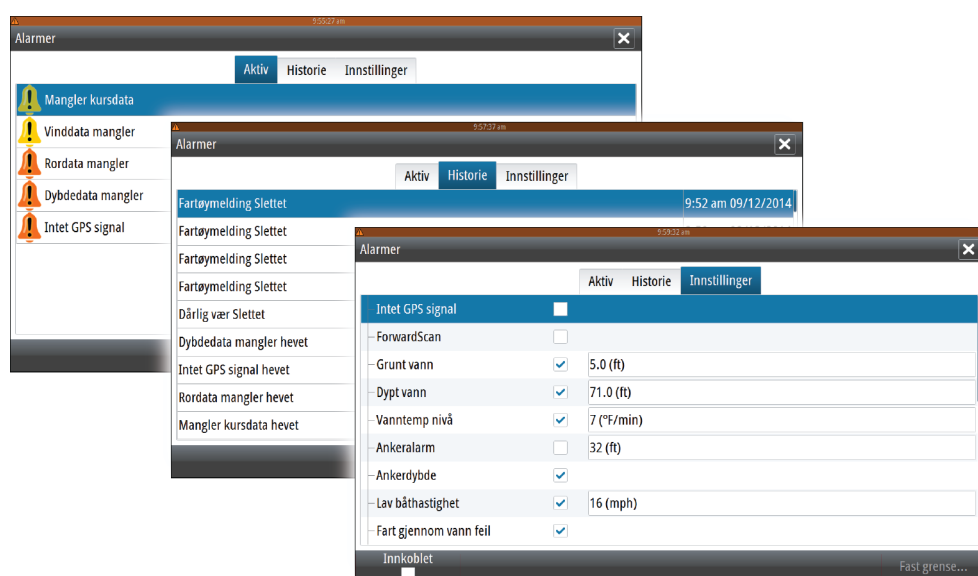 9:55:27 am
Alarmer
Aktiv Historie Innstillinger
Mangler kursdata
Vinddata mangler
Rordata mangler
Dybdedata mangler
Intet GPS signal
9:57:37 am
Alarmer
Aktiv Historie Innstillinger
Fartøymelding Slettet 9:52 am 09/12/2014
Fartøymelding Slettet
Fartøymelding Slettet
Fartøymelding Slettet
Dårlig vær Slettet
Dybdedata mangler hevet
Intet GPS signal hevet
Rordata mangler hevet
Mangler kursdata hevet
9:59:32 am
Alarmer
Aktiv Historie Innstillinger
Intet GPS signal
ForwardScan
Grunt vann 5.0 (ft)
Dypt vann 71.0 (ft)
Vanntemp nivå 7 (°F/min)
Ankeralarm 32 (ft)
Ankerdybde
Lav båthastighet 16 (mph)
Fart gjennom vann feil
Innkoblet
Fast grense...